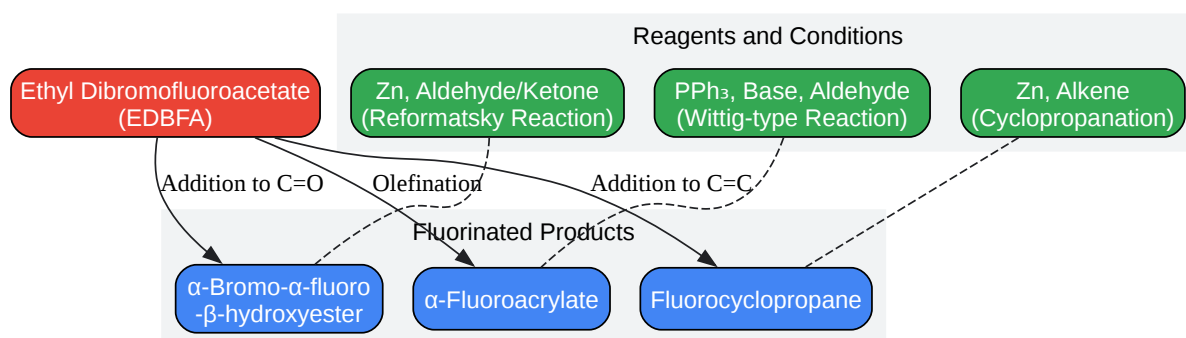 Reagents and Conditions
Ethyl Dibromofluoroacetate
(EDBFA)
Zn, Aldehyde/Ketone
(Reformatsky Reaction)
PPh₃, Base, Aldehyde
(Wittig-type Reaction)
Zn, Alkene
(Cyclopropanation)
Addition to C=O
Olefination
Addition to C=C
Fluorinated Products
α-Bromo-α-fluoro
-β-hydroxyester
α-Fluoroacrylate
Fluorocyclopropane